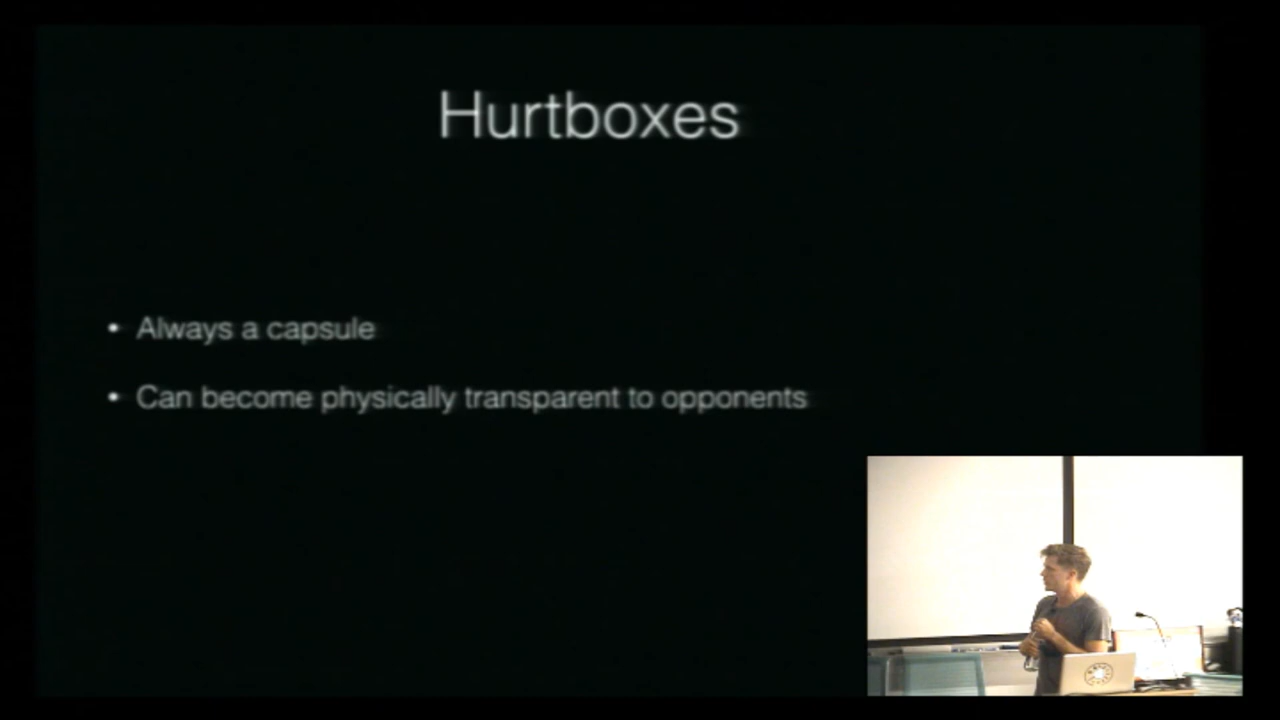 Hurtboxes
• Always a capsule
• Can become physically transparent to opponents